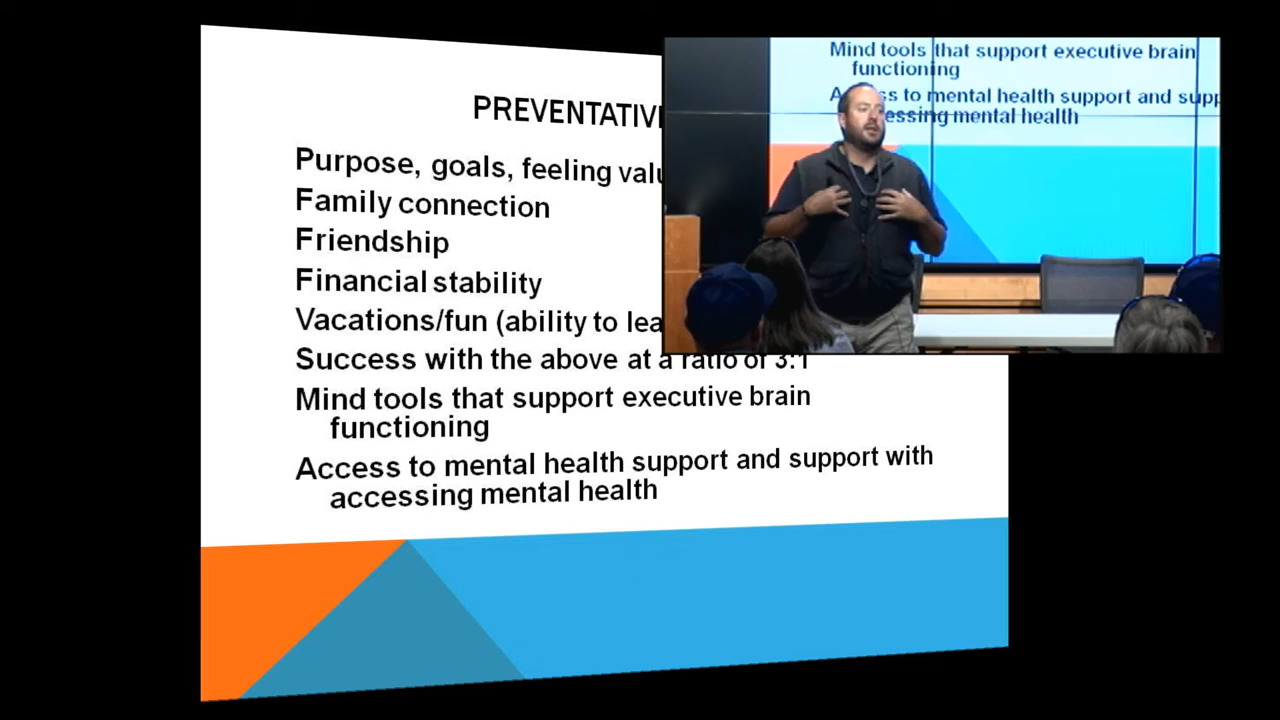 PREVENTATIV
Purpose, goals, feeling valu
Family connection
Friendship
Financial stability
Vacations/fun (ability to lea
Success with the above at a ratio of 3:1
Mind tools that support executive brain
functioning
Access to mental health support and support with
accessing mental health
Mind tools that support executive brain
functioning
to mental health support and supp
essing mental health